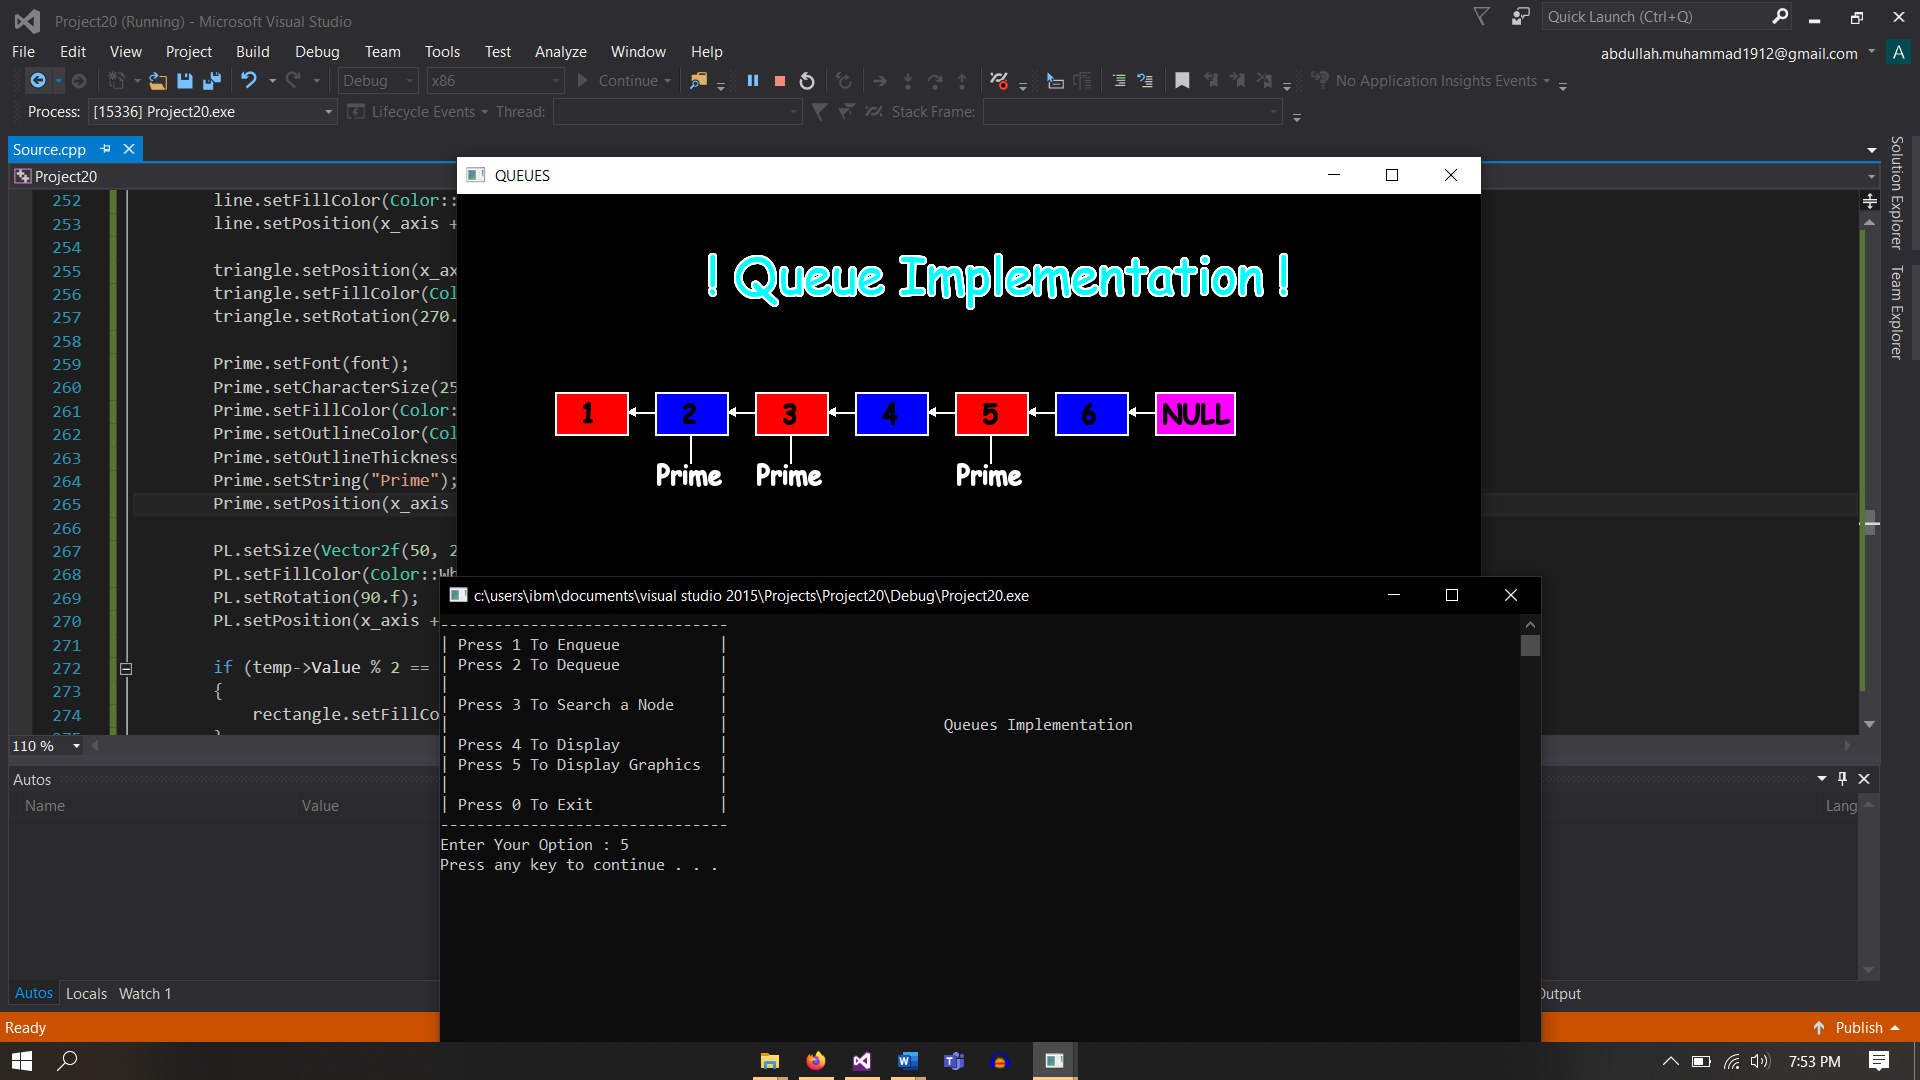 Project20 (Running) - Microsoft Visual Studio
Quick Launch (Ctrl+Q)
File Edit View Project Build Debug Team Tools Test Analyze Window Help
abdullah.muhammad1912@gmail.com A
Debug x86 Continue No Application Insights Events
Process: [15336] Project20.exe Lifecycle Events Thread: Stack Frame:
Source.cpp
Project20
QUEUES
252 line.setFillColor(Color::
253 line.setPosition(x_axis +
254
255 triangle.setPosition(x_ax
256 triangle.setFillColor(Col
257 triangle.setRotation(270.
258
259 Prime.setFont(font);
260 Prime.setCharacterSize(25
261 Prime.setFillColor(Color:
262 Prime.setOutlineColor(Col
263 Prime.setOutlineThickness
264 Prime.setString("Prime");
265 Prime.setPosition(x_axis
266
267 PL.setSize(Vector2f(50, 2
268 PL.setFillColor(Color::Wh
269 PL.setRotation(90.f);
270 PL.setPosition(x_axis +
271
272 if (temp->Value % 2 ==
273 {
274 rectangle.setFillCo
110 %
! Queue Implementation !
1 2 3 4 5 6 NULL
Prime Prime Prime
Solution Explorer
Team Explorer
c:\users\ibm\documents\visual studio 2015\Projects\Project20\Debug\Project20.exe
--------------------------------
| Press 1 To Enqueue |
| Press 2 To Dequeue |
| |
| Press 3 To Search a Node |
| | Queues Implementation
| Press 4 To Display |
| Press 5 To Display Graphics |
| |
| Press 0 To Exit |
--------------------------------
Enter Your Option : 5
Press any key to continue . . .
Autos
Name Value Lang
Autos Locals Watch 1
Output
Ready
Publish
7:53 PM